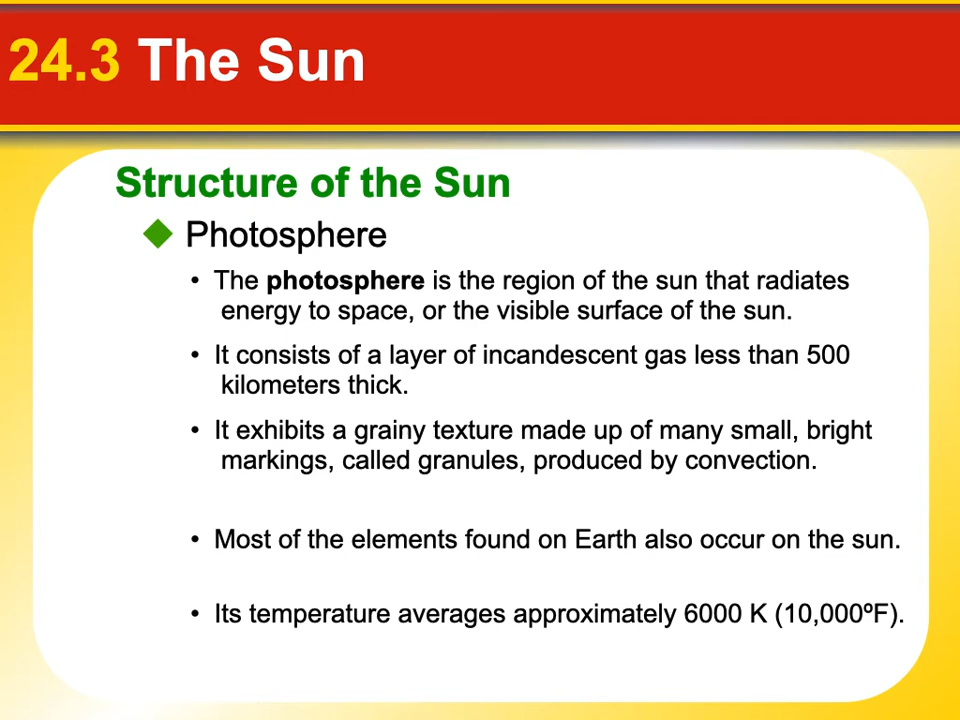 24.3 The Sun
Structure of the Sun
◆ Photosphere
• The photosphere is the region of the sun that radiates
energy to space, or the visible surface of the sun.
• It consists of a layer of incandescent gas less than 500
kilometers thick.
• It exhibits a grainy texture made up of many small, bright
markings, called granules, produced by convection.
• Most of the elements found on Earth also occur on the sun.
• Its temperature averages approximately 6000 K (10,000ºF).